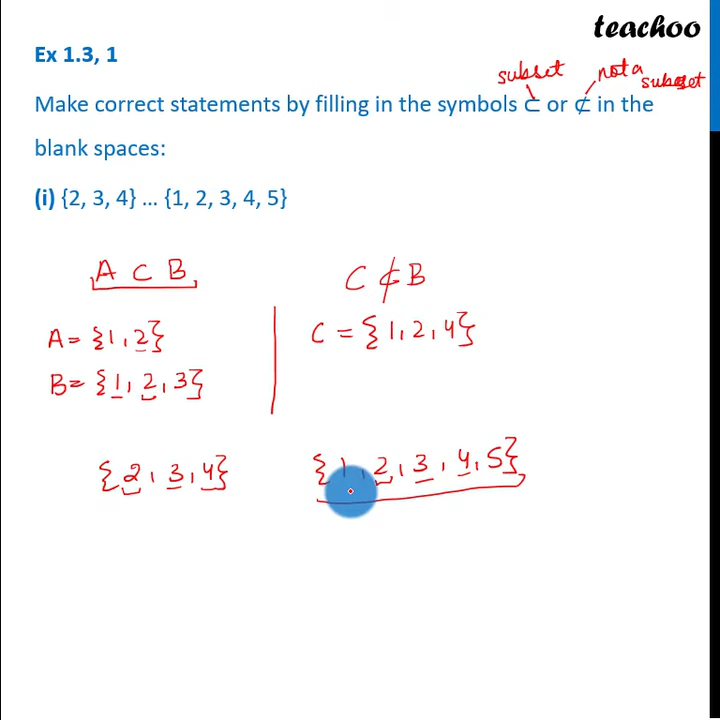 teachoo
Ex 1.3, 1
subset
not a
subset
Make correct statements by filling in the symbols ⊂ or ⊄ in the
blank spaces:
(i) {2, 3, 4} … {1, 2, 3, 4, 5}
A ⊂ B
C ⊄ B
A = {1, 2}
C = {1, 2, 4}
B = {1, 2, 3}
{2, 3, 4}
{1, 2, 3, 4, 5}